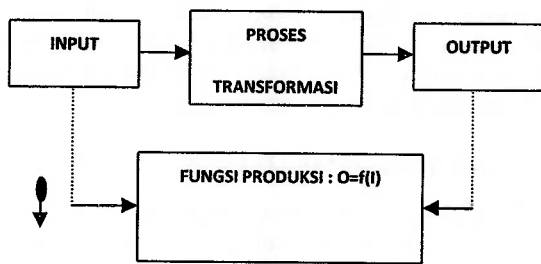 INPUT
PROSES
TRANSFORMASI
OUTPUT
FUNGSI PRODUKSI : O=f(I)